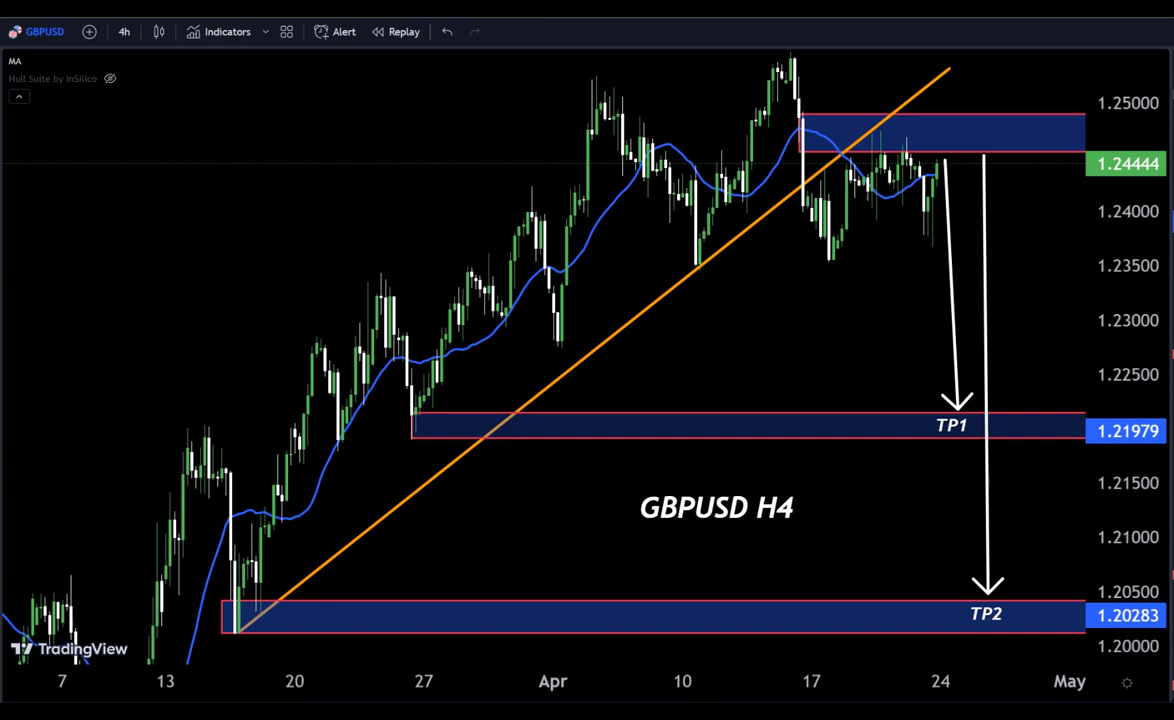 GBPUSD 4h Indicators Alert Replay
MA
Hull Suite by InSilico
1.25000
1.24444
1.24000
1.23500
1.23000
1.22500
TP1
1.21979
1.21500
GBPUSD H4
1.21000
1.20500
TP2
1.20283
1.20000
TradingView
7 13 20 27 Apr 10 17 24 May